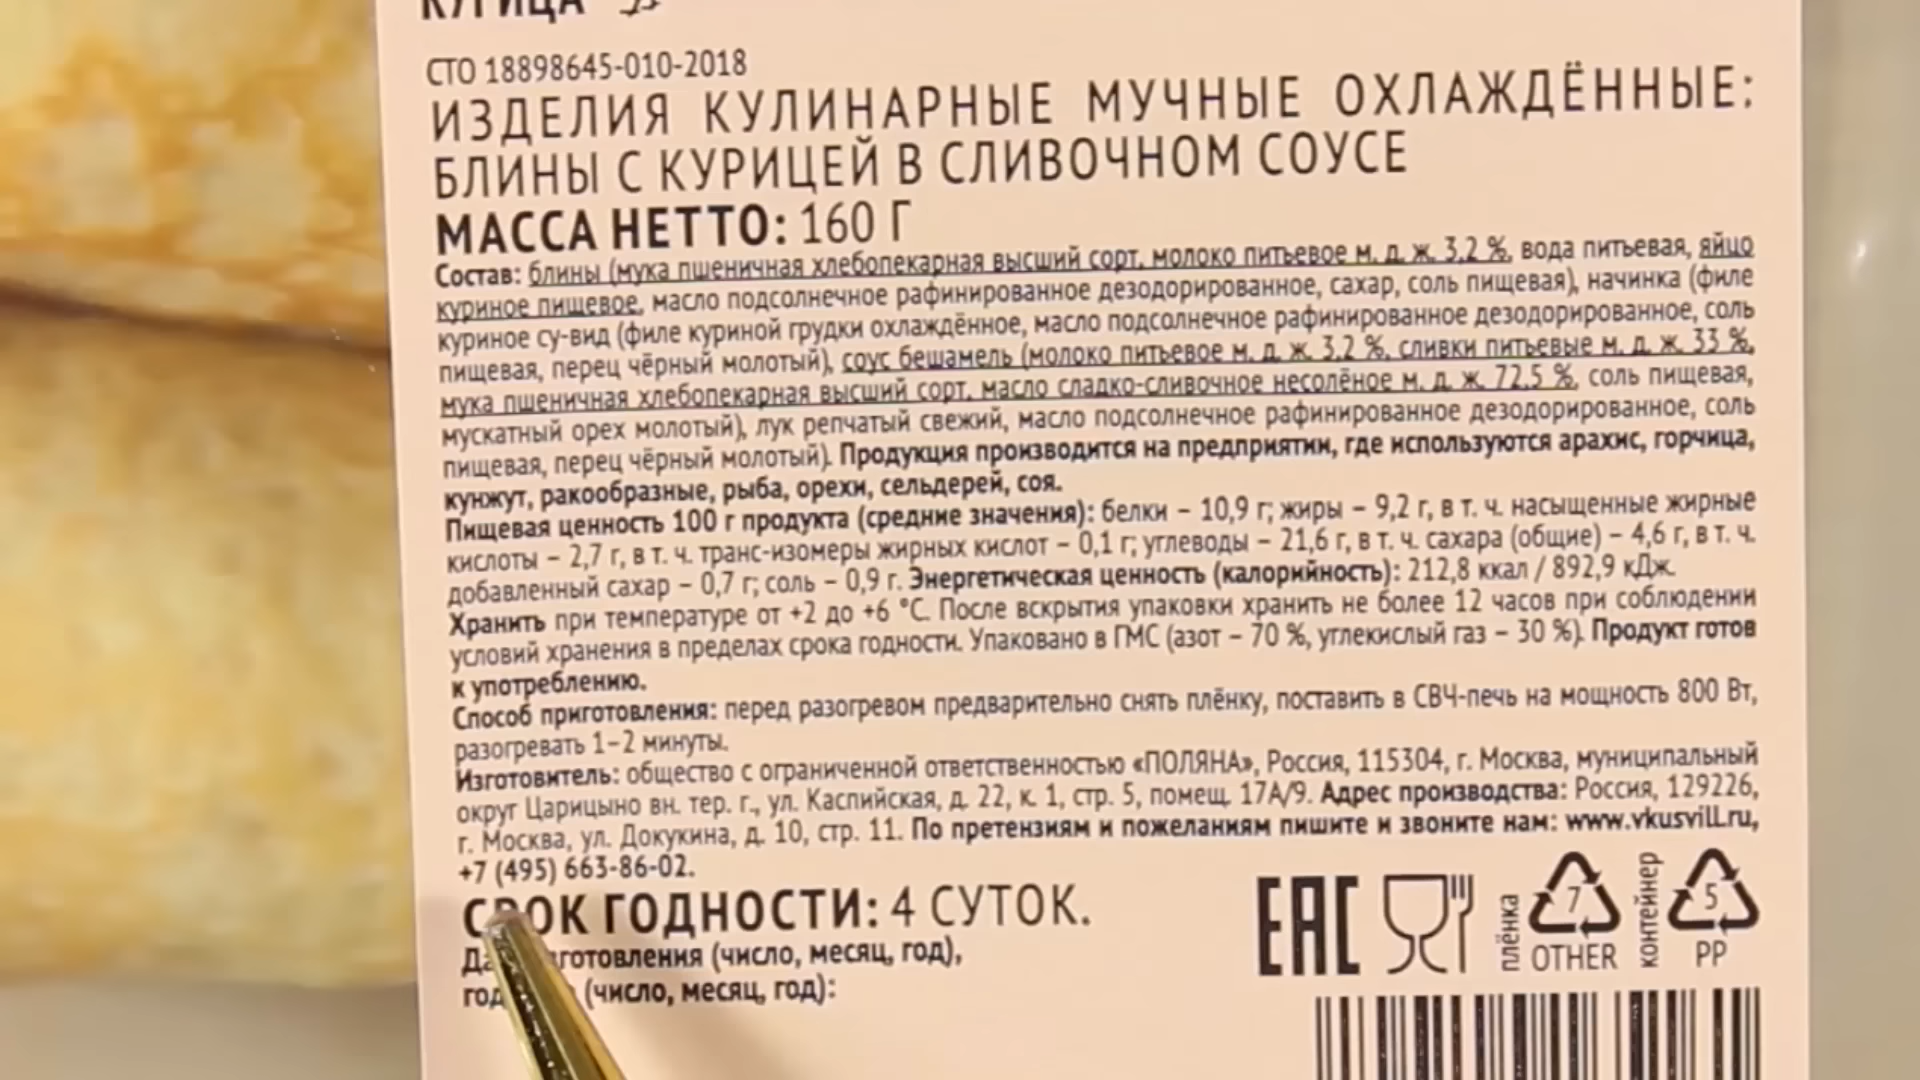 КУРИЦА
СТО 18898645-010-2018
ИЗДЕЛИЯ КУЛИНАРНЫЕ МУЧНЫЕ ОХЛАЖДЁННЫЕ:
БЛИНЫ С КУРИЦЕЙ В СЛИВОЧНОМ СОУСЕ
МАССА НЕТТО: 160 Г
Состав: блины (мука пшеничная хлебопекарная высший сорт, молоко питьевое м. д. ж. 3,2 %, вода питьевая, яйцо
куриное пищевое, масло подсолнечное рафинированное дезодорированное, сахар, соль пищевая), начинка (филе
куриное су-вид (филе куриной грудки охлаждённое, масло подсолнечное рафинированное дезодорированное, соль
пищевая, перец чёрный молотый), соус бешамель (молоко питьевое м. д. ж. 3,2 %, сливки питьевые м. д. ж. 33 %,
мука пшеничная хлебопекарная высший сорт, масло сладко-сливочное несолёное м. д. ж. 72,5 %, соль пищевая,
мускатный орех молотый), лук репчатый свежий, масло подсолнечное рафинированное дезодорированное, соль
пищевая, перец чёрный молотый). Продукция производится на предприятии, где используются арахис, горчица,
кунжут, ракообразные, рыба, орехи, сельдерей, соя.
Пищевая ценность 100 г продукта (средние значения): белки – 10,9 г; жиры – 9,2 г, в т. ч. насыщенные жирные
кислоты – 2,7 г, в т. ч. транс-изомеры жирных кислот – 0,1 г; углеводы – 21,6 г, в т. ч. сахара (общие) – 4,6 г, в т. ч.
добавленный сахар – 0,7 г; соль – 0,9 г. Энергетическая ценность (калорийность): 212,8 ккал / 892,9 кДж.
Хранить при температуре от +2 до +6 °С. После вскрытия упаковки хранить не более 12 часов при соблюдении
условий хранения в пределах срока годности. Упаковано в ГМС (азот – 70 %, углекислый газ – 30 %). Продукт готов
к употреблению.
Способ приготовления: перед разогревом предварительно снять плёнку, поставить в СВЧ-печь на мощность 800 Вт,
разогревать 1–2 минуты.
Изготовитель: общество с ограниченной ответственностью «ПОЛЯНА», Россия, 115304, г. Москва, муниципальный
округ Царицыно вн. тер. г., ул. Каспийская, д. 22, к. 1, стр. 5, помещ. 17А/9. Адрес производства: Россия, 129226,
г. Москва, ул. Докукина, д. 10, стр. 11. По претензиям и пожеланиям пишите и звоните нам: www.vkusvill.ru,
+7 (495) 663-86-02.
СРОК ГОДНОСТИ: 4 СУТОК.
(число, месяц, год),
(число, месяц, год):
EAC
плёнка
7
OTHER
контейнер
5
PP